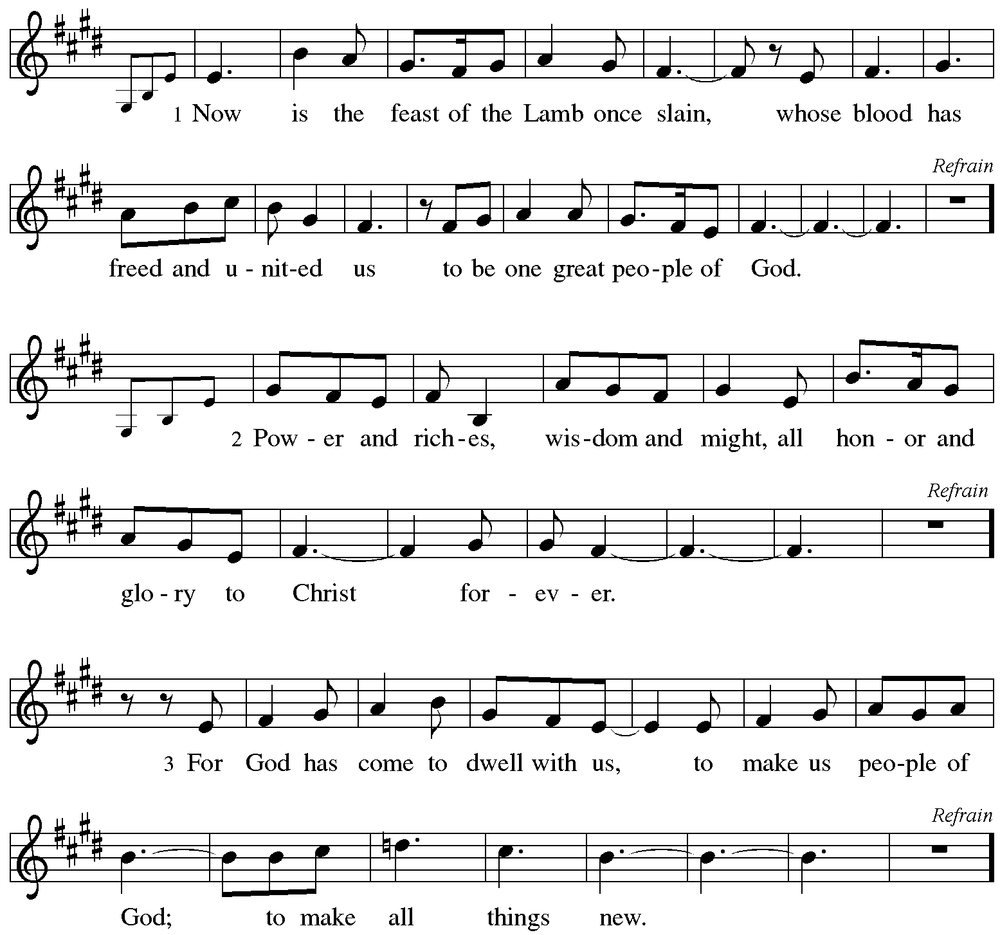 1 Now is the feast of the Lamb once slain, whose blood has
Refrain
freed and u - nit - ed us to be one great peo - ple of God.
2 Pow - er and rich - es, wis - dom and might, all hon - or and
Refrain
glo - ry to Christ for - ev - er.
3 For God has come to dwell with us, to make us peo - ple of
Refrain
God; to make all things new.